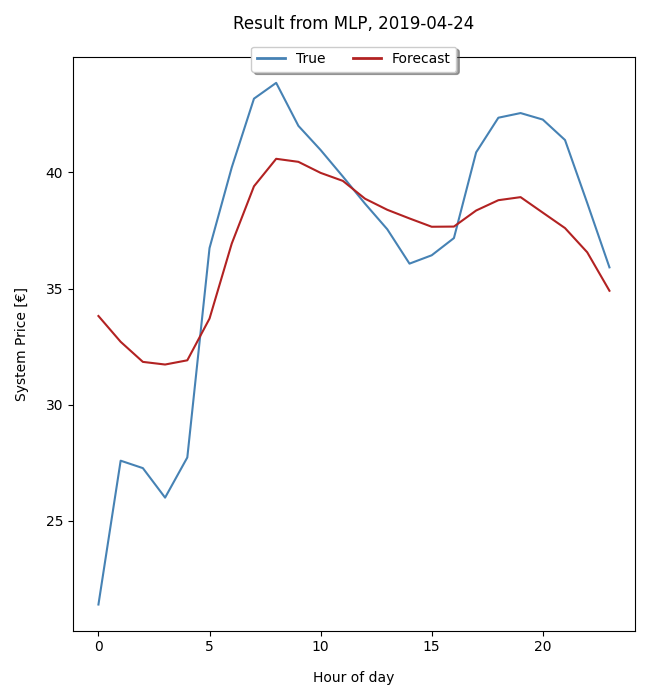 Result from MLP, 2019-04-24
True Forecast
40
35
30
25
System Price [€]
0 5 10 15 20
Hour of day